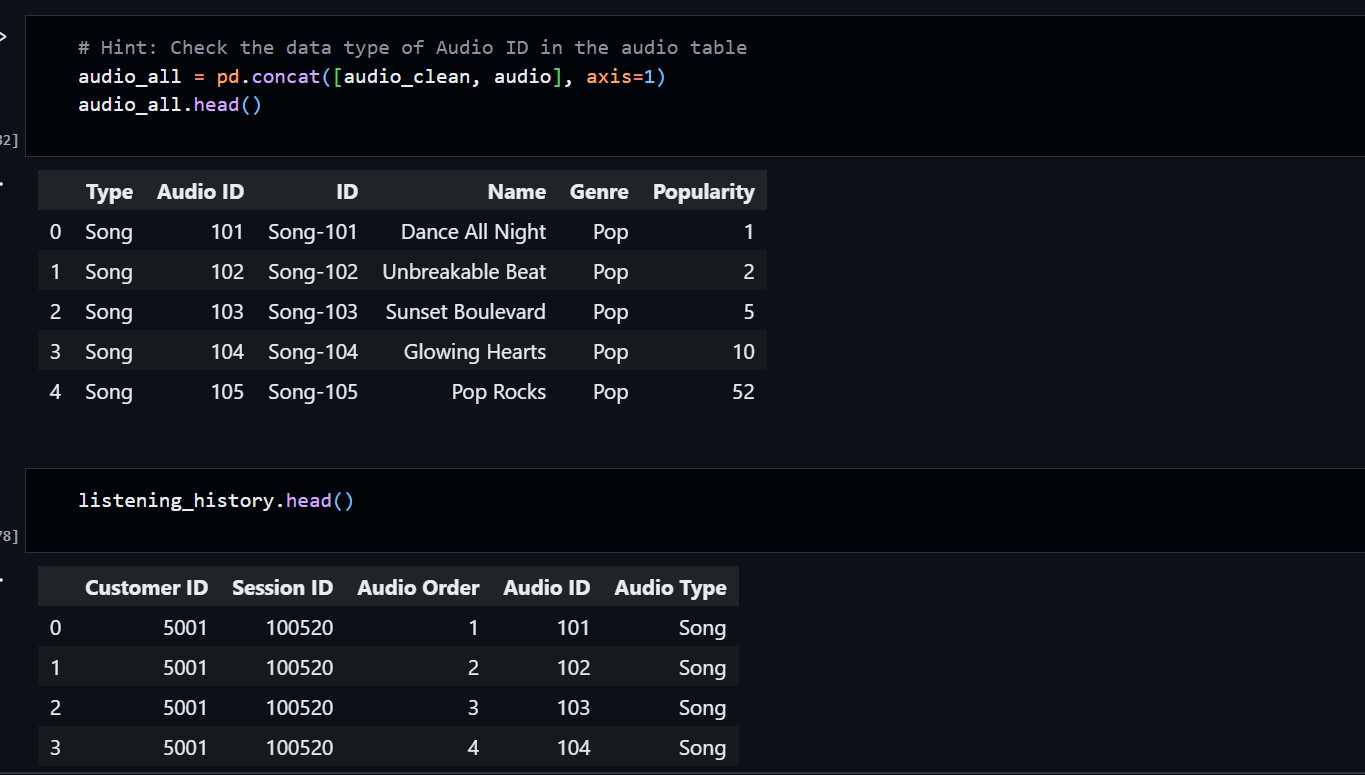 # Hint: Check the data type of Audio ID in the audio table
audio_all = pd.concat([audio_clean, audio], axis=1)
audio_all.head()
32]
Type Audio ID ID Name Genre Popularity
0 Song 101 Song-101 Dance All Night Pop 1
1 Song 102 Song-102 Unbreakable Beat Pop 2
2 Song 103 Song-103 Sunset Boulevard Pop 5
3 Song 104 Song-104 Glowing Hearts Pop 10
4 Song 105 Song-105 Pop Rocks Pop 52
listening_history.head()
78]
Customer ID Session ID Audio Order Audio ID Audio Type
0 5001 100520 1 101 Song
1 5001 100520 2 102 Song
2 5001 100520 3 103 Song
3 5001 100520 4 104 Song